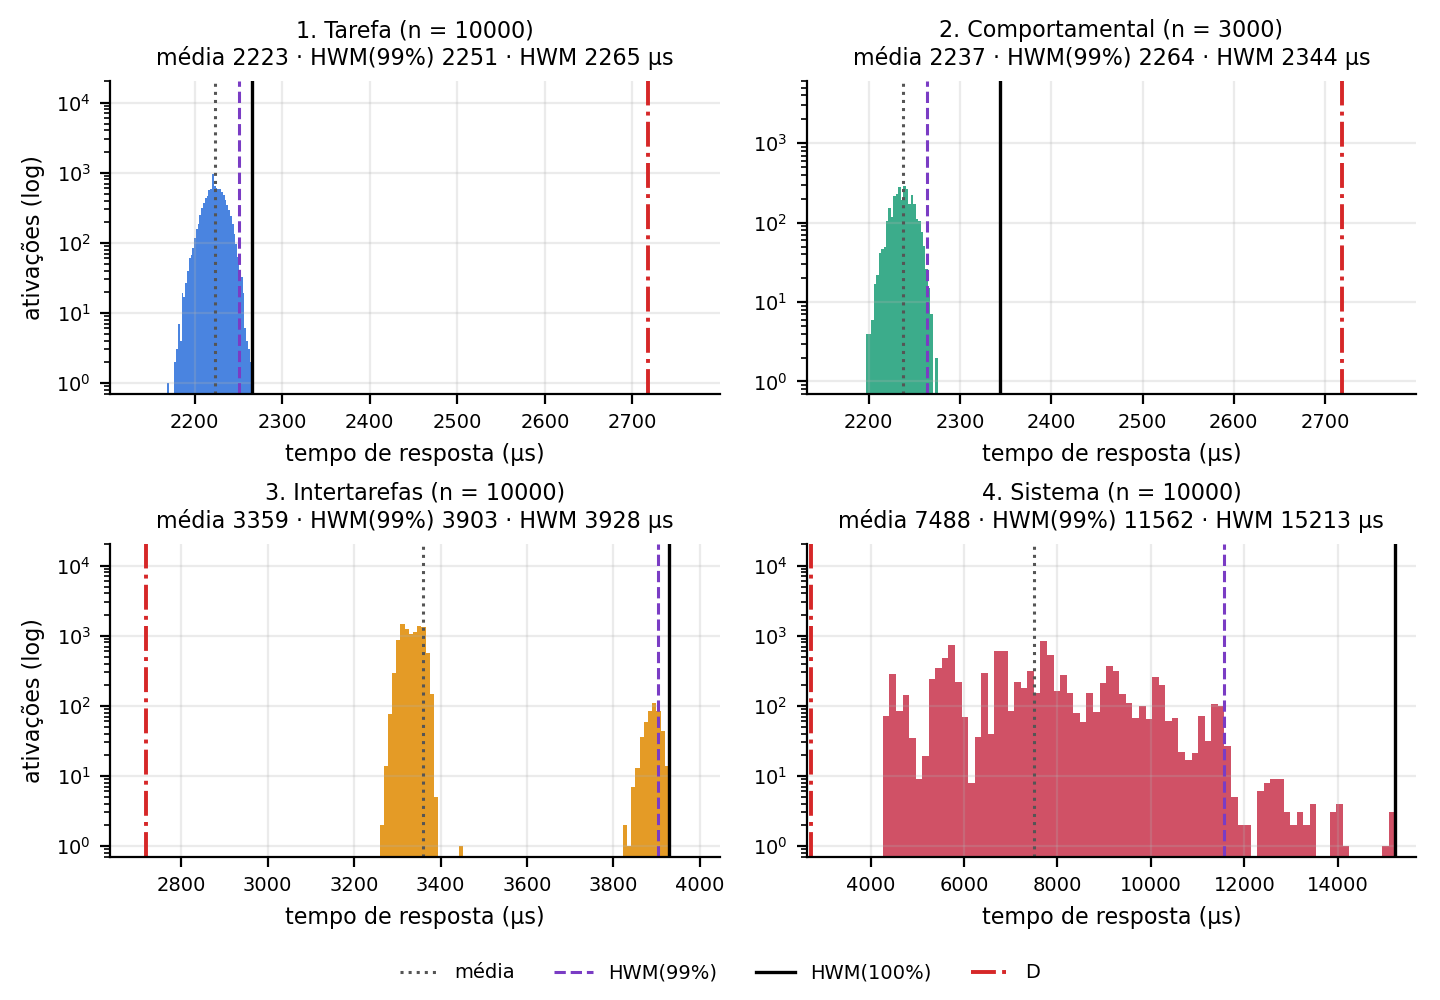 1. Tarefa (n = 10000)
média 2223 · HWM(99%) 2251 · HWM 2265 µs
ativações (log)
10⁴
10³
10²
10¹
10⁰
2200 2300 2400 2500 2600 2700
tempo de resposta (µs)
2. Comportamental (n = 3000)
média 2237 · HWM(99%) 2264 · HWM 2344 µs
10³
10²
10¹
10⁰
2200 2300 2400 2500 2600 2700
tempo de resposta (µs)
3. Intertarefas (n = 10000)
média 3359 · HWM(99%) 3903 · HWM 3928 µs
ativações (log)
10⁴
10³
10²
10¹
10⁰
2800 3000 3200 3400 3600 3800 4000
tempo de resposta (µs)
4. Sistema (n = 10000)
média 7488 · HWM(99%) 11562 · HWM 15213 µs
10⁴
10³
10²
10¹
10⁰
4000 6000 8000 10000 12000 14000
tempo de resposta (µs)
média HWM(99%) HWM(100%) D